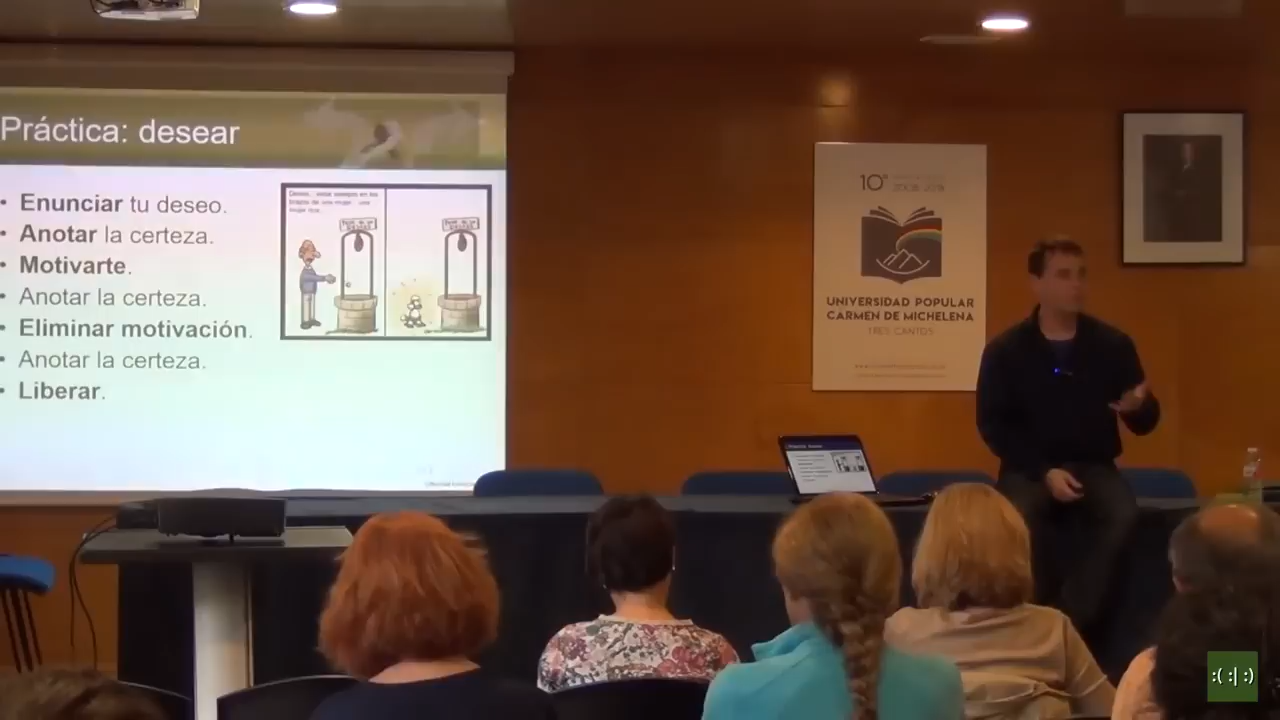 Práctica: desear
• Enunciar tu deseo.
• Anotar la certeza.
• Motivarte.
• Anotar la certeza.
• Eliminar motivación.
• Anotar la certeza.
• Liberar.
10º
UNIVERSIDAD POPULAR
CARMEN DE MICHELENA
TRES CANTOS
:( :| :)